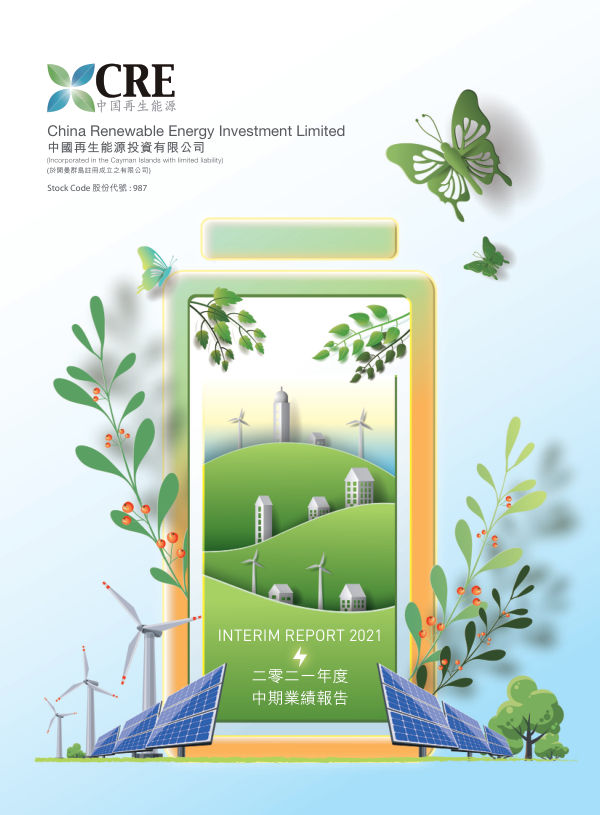 CRE
中国再生能源
China Renewable Energy Investment Limited
中國再生能源投資有限公司
(Incorporated in the Cayman Islands with limited liability)
(於開曼群島註冊成立之有限公司)
Stock Code 股份代號 : 987
INTERIM REPORT 2021
二零二一年度
中期業績報告